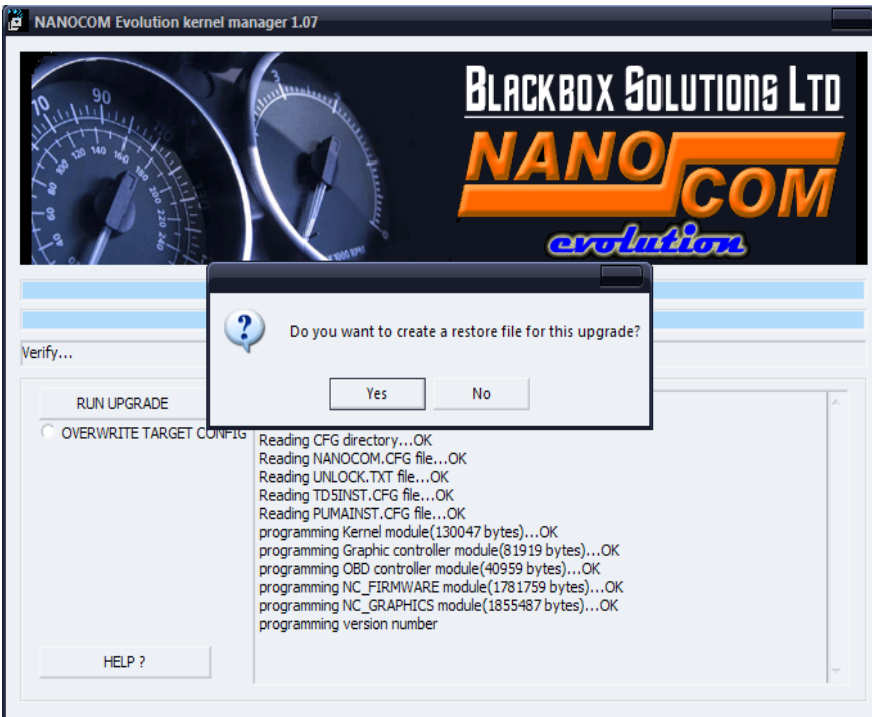 NANOCOM Evolution kernel manager 1.07
BLACKBOX SOLUTIONS LTD
NANO
COM
evolution
Do you want to create a restore file for this upgrade?
Yes
No
Verify...
RUN UPGRADE
OVERWRITE TARGET CONFIG
Reading CFG directory...OK
Reading NANOCOM.CFG file...OK
Reading UNLOCK.TXT file...OK
Reading TD5INST.CFG file...OK
Reading PUMAINST.CFG file...OK
programming Kernel module(130047 bytes)...OK
programming Graphic controller module(81919 bytes)...OK
programming OBD controller module(40959 bytes)...OK
programming NC_FIRMWARE module(1781759 bytes)...OK
programming NC_GRAPHICS module(1855487 bytes)...OK
programming version number
HELP ?